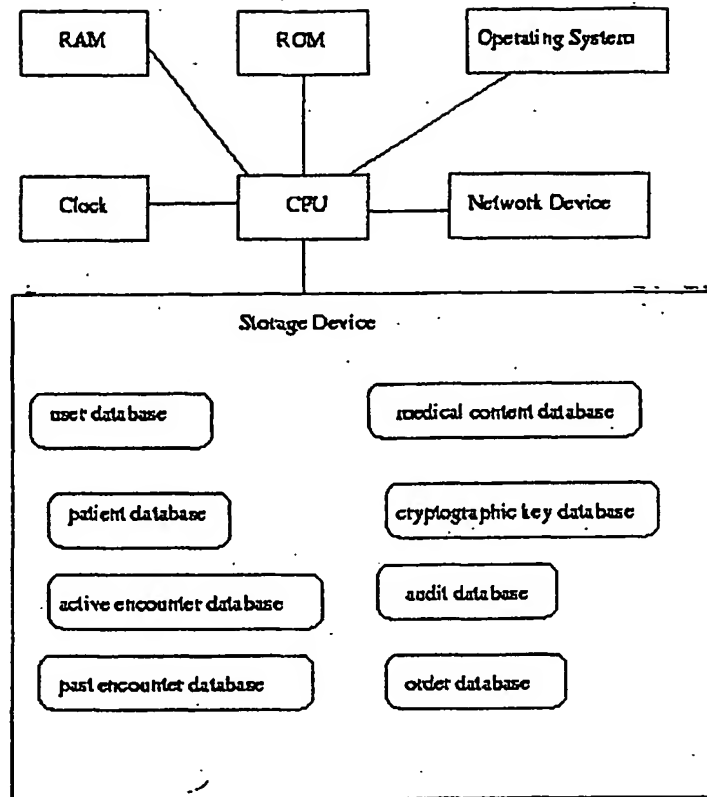 RAM
ROM
Operating System
Clock
CPU
Network Device
Storage Device
user database
medical content database
patient database
cryptographic key database
active encounter database
audit database
past encounter database
order database